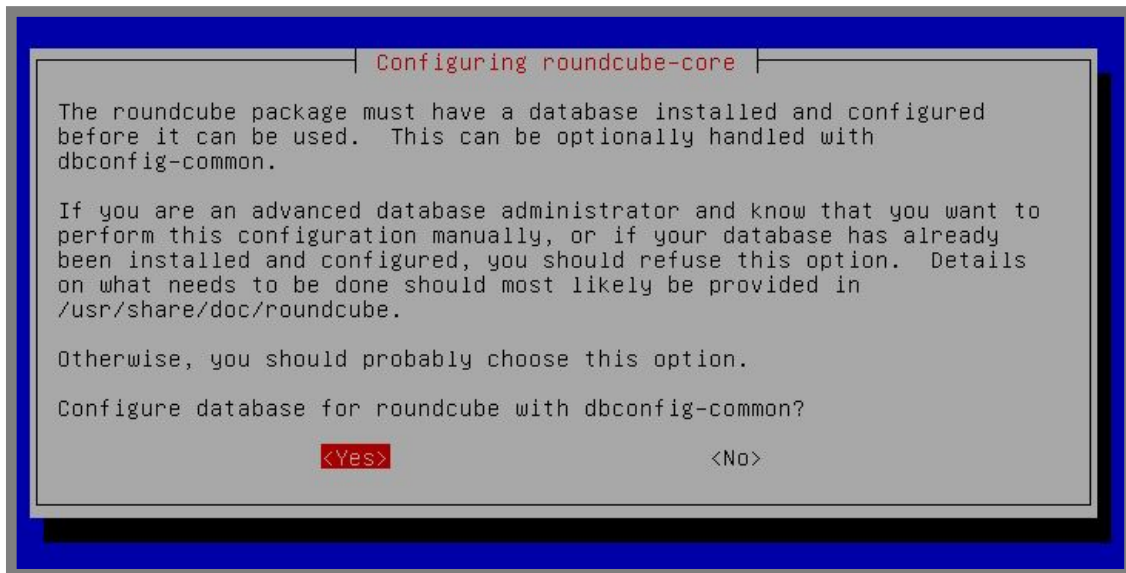 Configuring roundcube-core
The roundcube package must have a database installed and configured
before it can be used.  This can be optionally handled with
dbconfig-common.
If you are an advanced database administrator and know that you want to
perform this configuration manually, or if your database has already
been installed and configured, you should refuse this option.  Details
on what needs to be done should most likely be provided in
/usr/share/doc/roundcube.
Otherwise, you should probably choose this option.
Configure database for roundcube with dbconfig-common?
<Yes> <No>